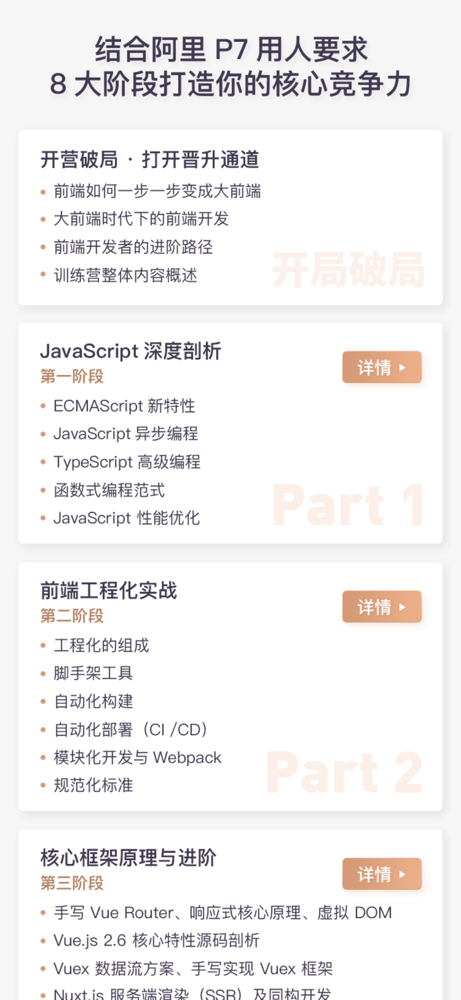 结合阿里 P7 用人要求
8 大阶段打造你的核心竞争力
开营破局 · 打开晋升通道
前端如何一步一步变成大前端
大前端时代下的前端开发
前端开发者的进阶路径
训练营整体内容概述
开局破局
JavaScript 深度剖析
详情
第一阶段
ECMAScript 新特性
JavaScript 异步编程
TypeScript 高级编程
函数式编程范式
JavaScript 性能优化
Part 1
前端工程化实战
详情
第二阶段
工程化的组成
脚手架工具
自动化构建
自动化部署（CI /CD）
模块化开发与 Webpack
规范化标准
Part 2
核心框架原理与进阶
详情
第三阶段
手写 Vue Router、响应式核心原理、虚拟 DOM
Vue.js 2.6 核心特性源码剖析
Vuex 数据流方案、手写实现 Vuex 框架
Nuxt.js 服务端渲染（SSR）及同构开发